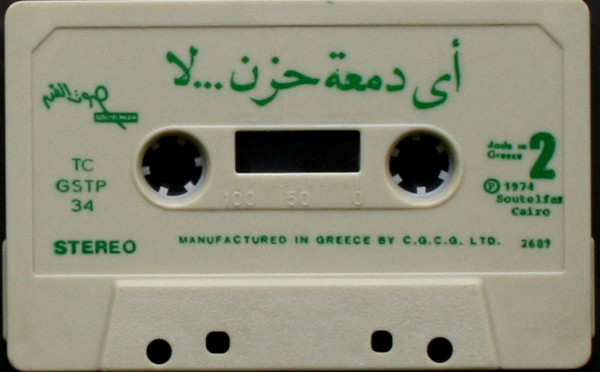 أى دمعة حزن ...لا
صوت الفن
SOUTELPHAN
TC
GSTP
34
STEREO
100 50 0
Made in
Greece
2
Ⓟ 1974
Soutelfan
Cairo
MANUFACTURED IN GREECE BY C.G.C.G. LTD.
2689